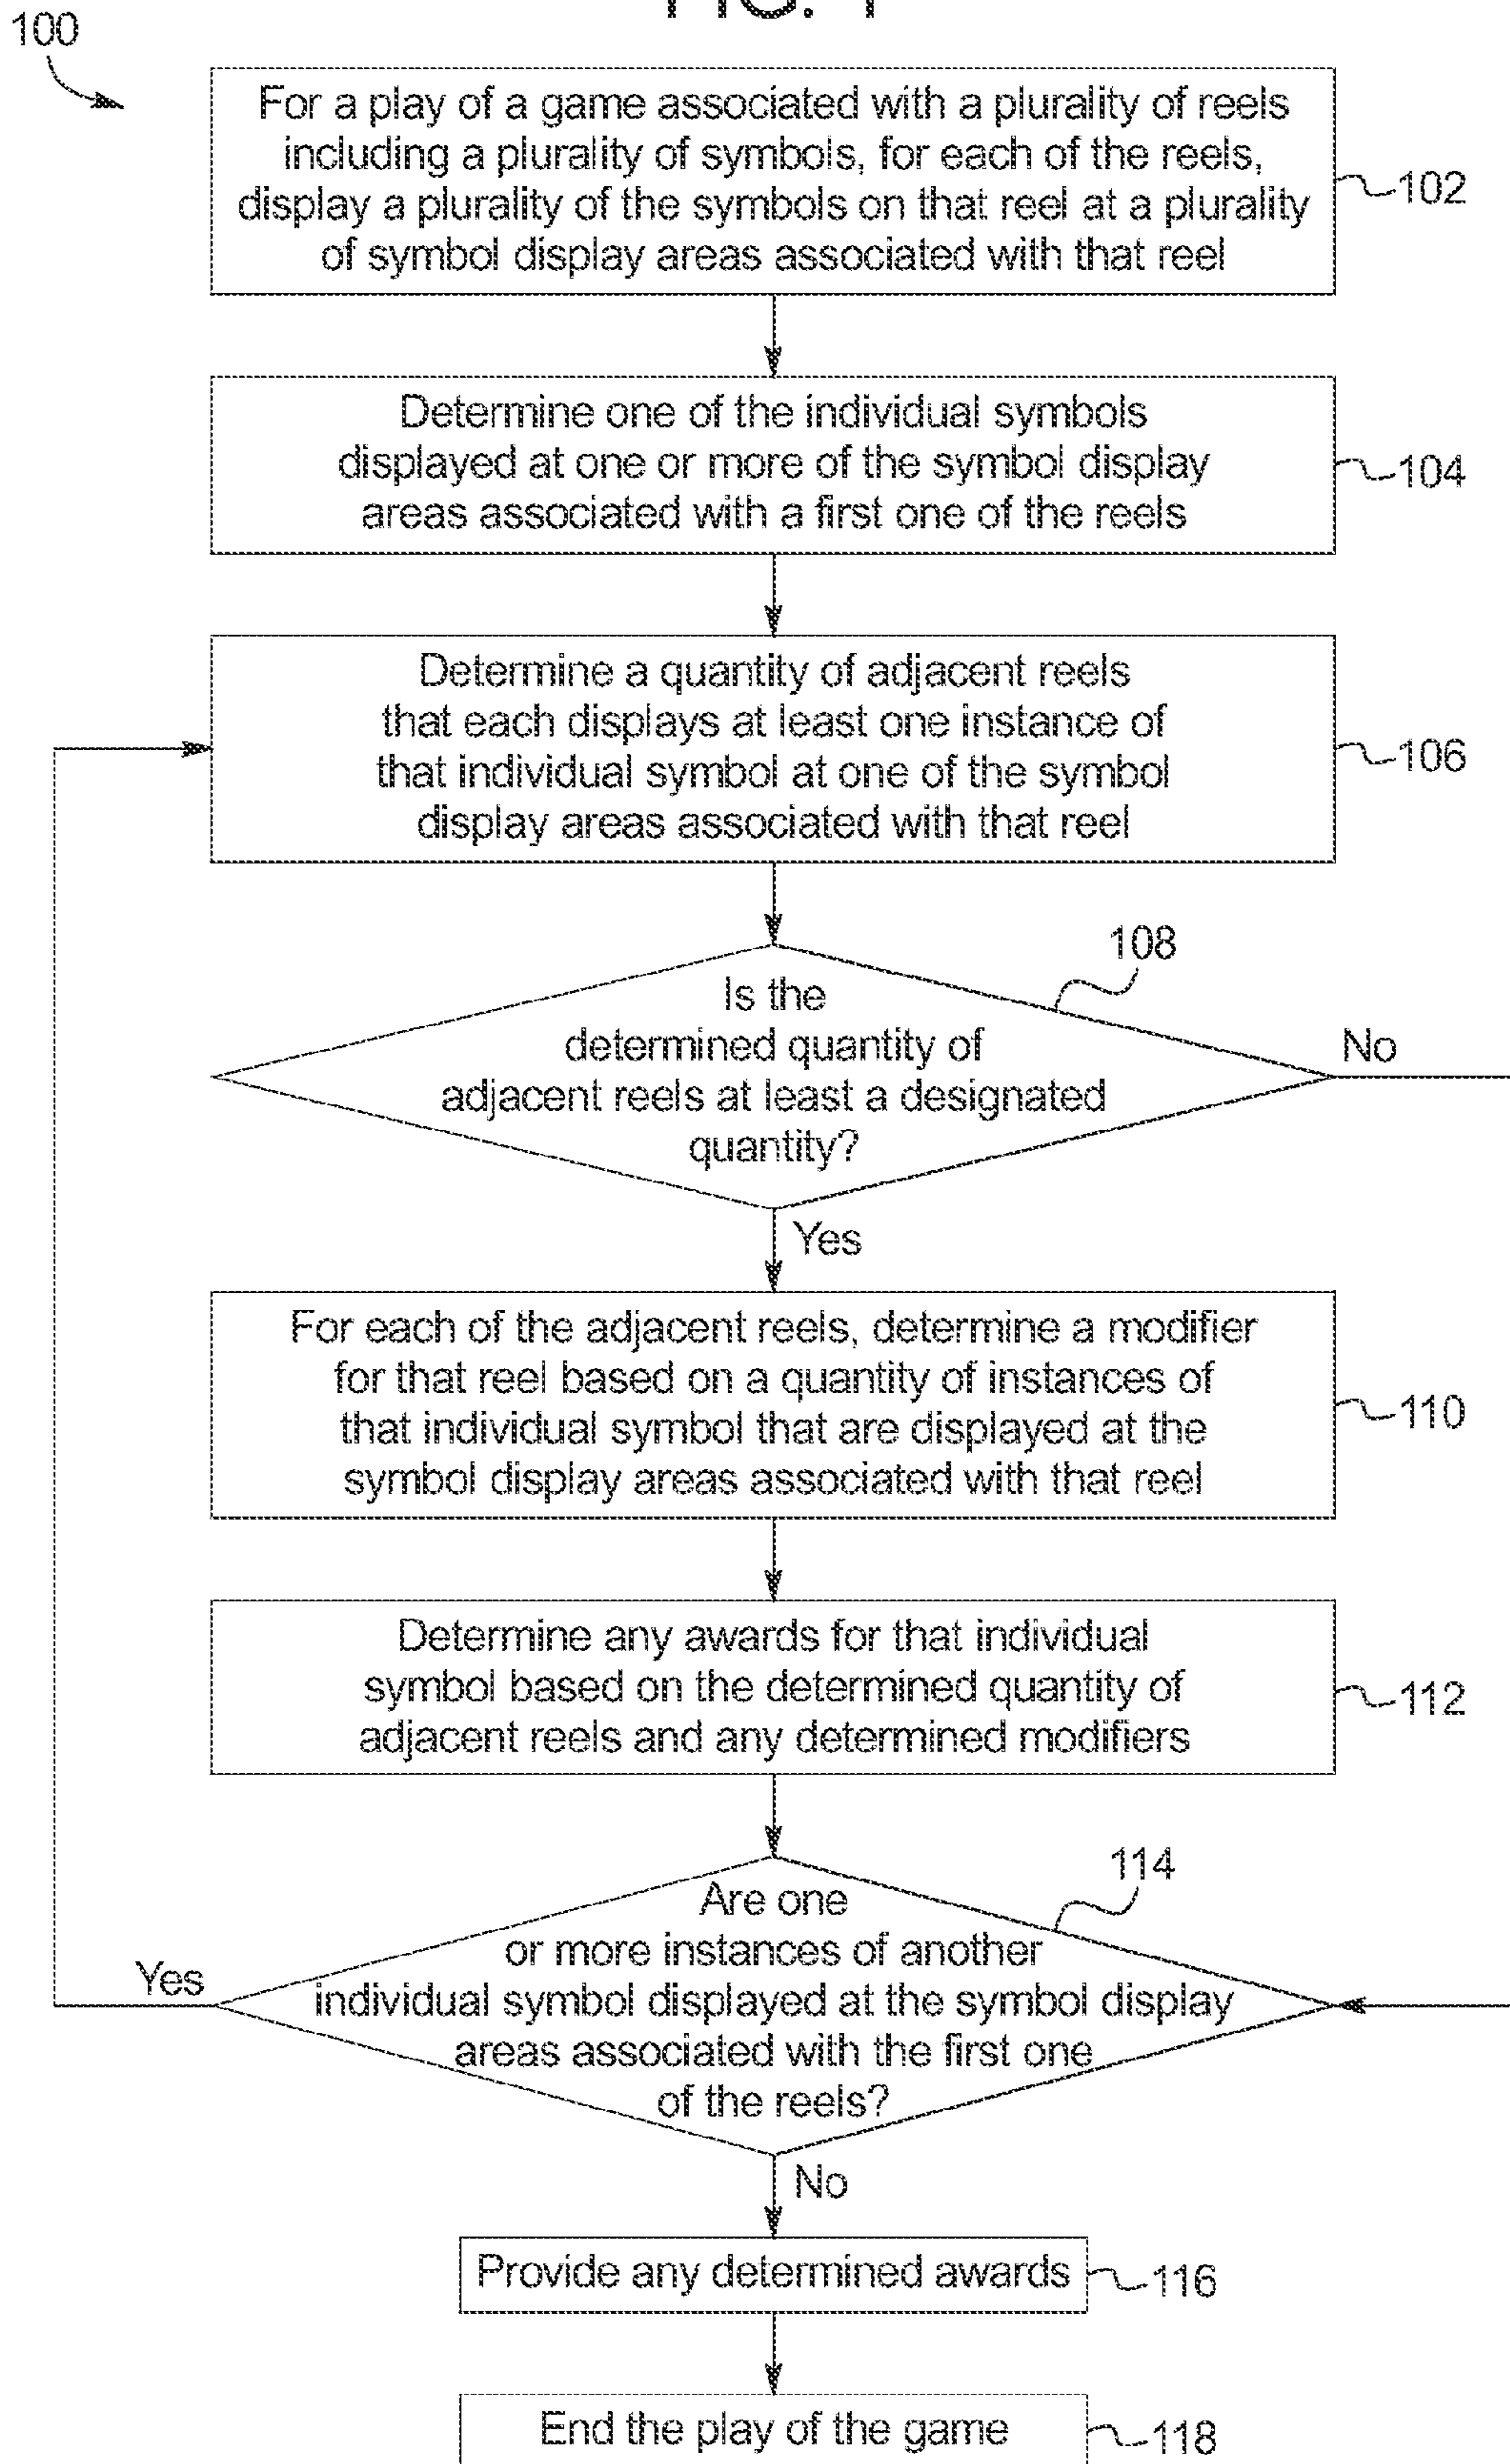 FIG. 1
100
For a play of a game associated with a plurality of reels
including a plurality of symbols, for each of the reels,
display a plurality of the symbols on that reel at a plurality
of symbol display areas associated with that reel
102
Determine one of the individual symbols
displayed at one or more of the symbol display
areas associated with a first one of the reels
104
Determine a quantity of adjacent reels
that each displays at least one instance of
that individual symbol at one of the symbol
display areas associated with that reel
106
108
Is the
determined quantity of
adjacent reels at least a designated
quantity?
No
Yes
For each of the adjacent reels, determine a modifier
for that reel based on a quantity of instances of
that individual symbol that are displayed at the
symbol display areas associated with that reel
110
Determine any awards for that individual
symbol based on the determined quantity of
adjacent reels and any determined modifiers
112
114
Are one
or more instances of another
individual symbol displayed at the symbol display
areas associated with the first one
of the reels?
Yes
No
Provide any determined awards
116
End the play of the game
118